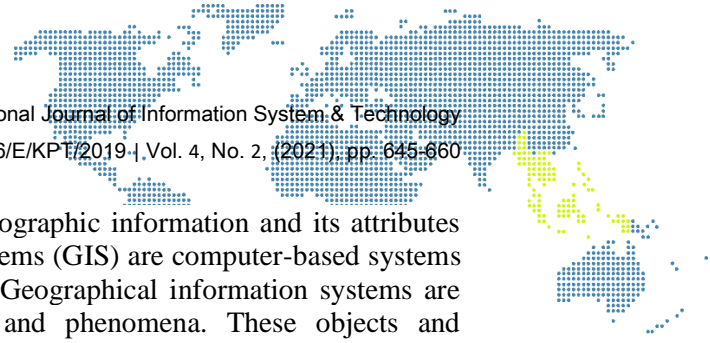 onal Journal of Information System & Technology
6/E/KPT/2019 | Vol. 4, No. 2, (2021), pp. 645-660
ographic information and its attributes
tems (GIS) are computer-based systems
Geographical information systems are
and phenomena. These objects and